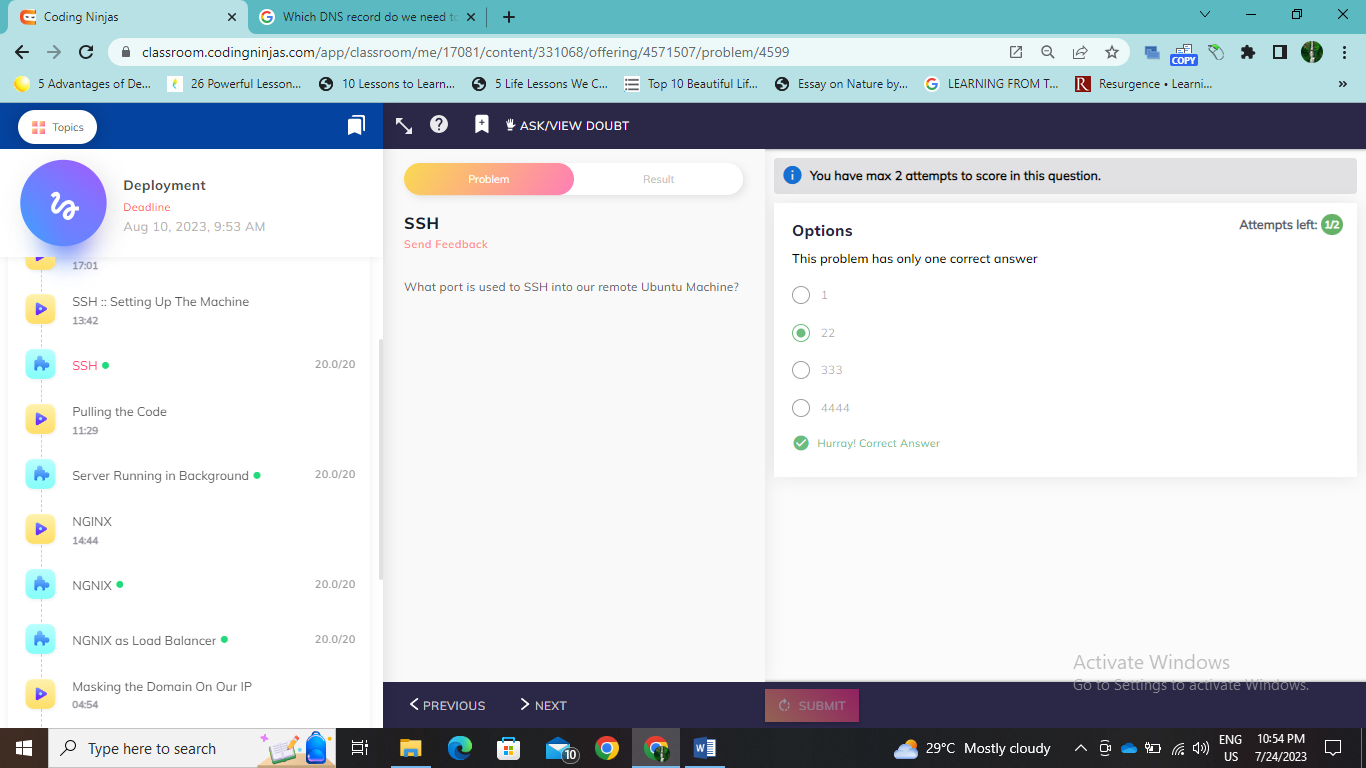 Coding Ninjas
Which DNS record do we need to
classroom.codingninjas.com/app/classroom/me/17081/content/331068/offering/4571507/problem/4599
COPY
5 Advantages of De...
26 Powerful Lesson...
10 Lessons to Learn...
5 Life Lessons We C...
Top 10 Beautiful Lif...
Essay on Nature by...
LEARNING FROM T...
R
Resurgence • Learni...
Topics
ASK/VIEW DOUBT
Deployment
Deadline
Aug 10, 2023, 9:53 AM
17:01
SSH :: Setting Up The Machine
13:42
SSH
20.0/20
Pulling the Code
11:29
Server Running in Background
20.0/20
NGINX
14:44
NGNIX
20.0/20
NGNIX as Load Balancer
20.0/20
Masking the Domain On Our IP
04:54
Problem
Result
SSH
Send Feedback
What port is used to SSH into our remote Ubuntu Machine?
You have max 2 attempts to score in this question.
Attempts left: 1/2
Options
This problem has only one correct answer
1
22
333
4444
Hurray! Correct Answer
Activate Windows
Go to Settings to activate Windows.
PREVIOUS
NEXT
SUBMIT
Type here to search
10
29°C Mostly cloudy
ENG
US
10:54 PM
7/24/2023